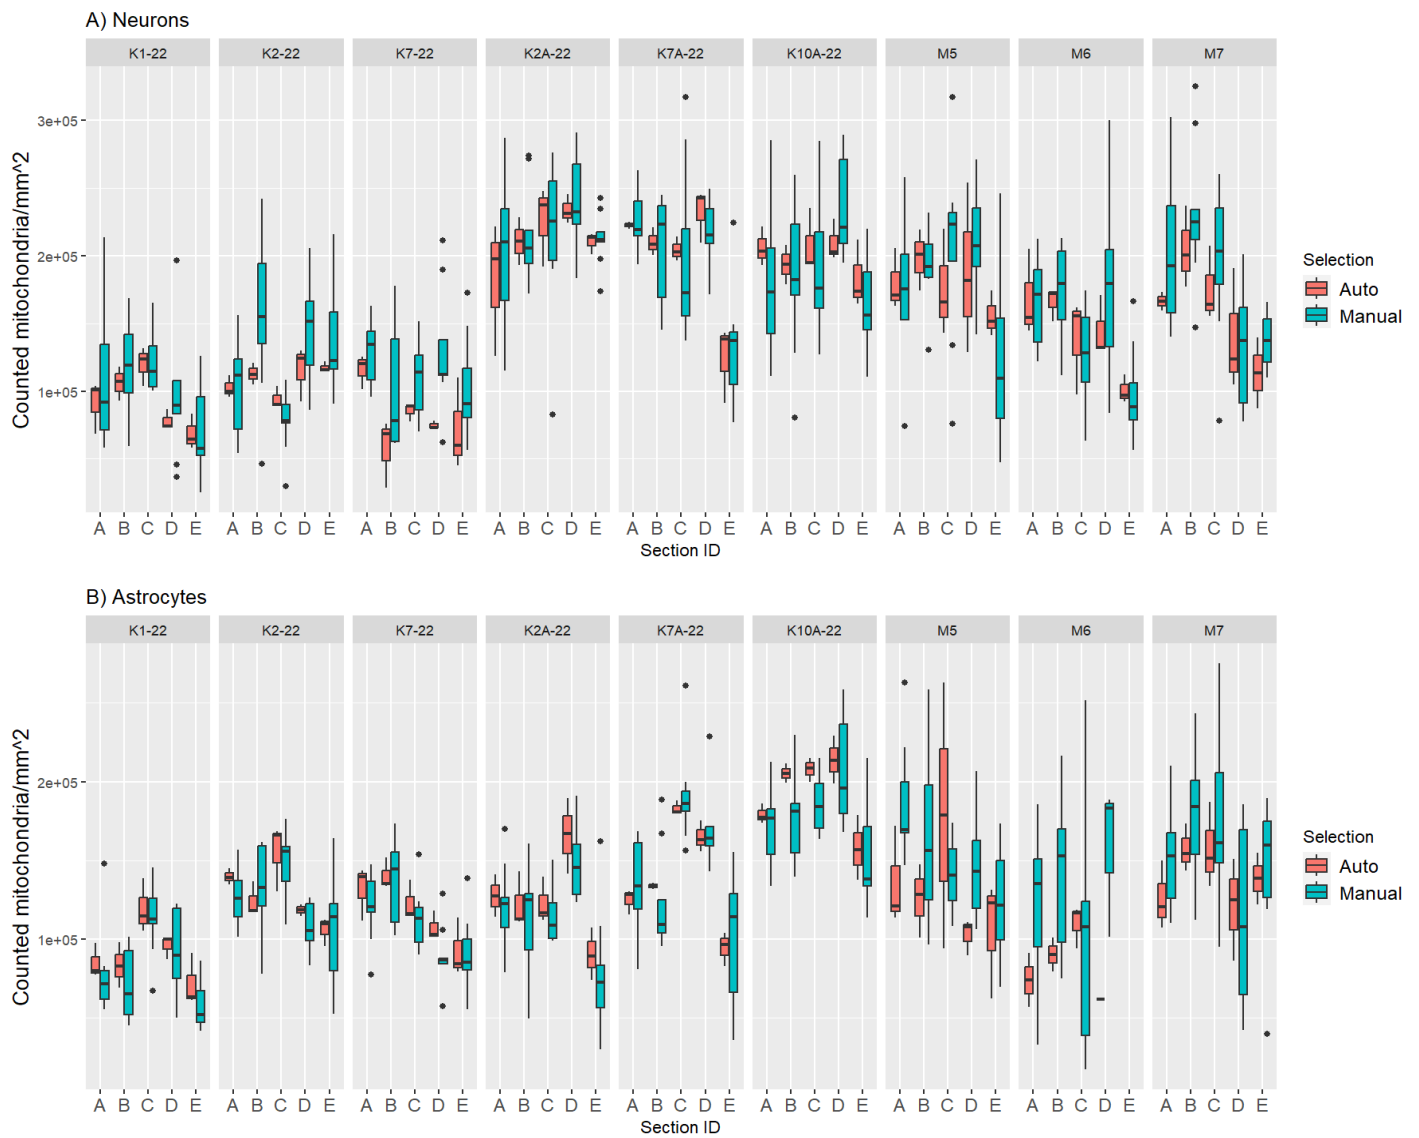 A) Neurons
K1-22 K2-22 K7-22 K2A-22 K7A-22 K10A-22 M5 M6 M7
Counted mitochondria/mm^2
3e+05
2e+05
1e+05
A B C D E A B C D E A B C D E A B C D E A B C D E A B C D E A B C D E A B C D E A B C D E
Section ID
Selection
Auto
Manual
B) Astrocytes
K1-22 K2-22 K7-22 K2A-22 K7A-22 K10A-22 M5 M6 M7
Counted mitochondria/mm^2
2e+05
1e+05
A B C D E A B C D E A B C D E A B C D E A B C D E A B C D E A B C D E A B C D E A B C D E
Section ID
Selection
Auto
Manual